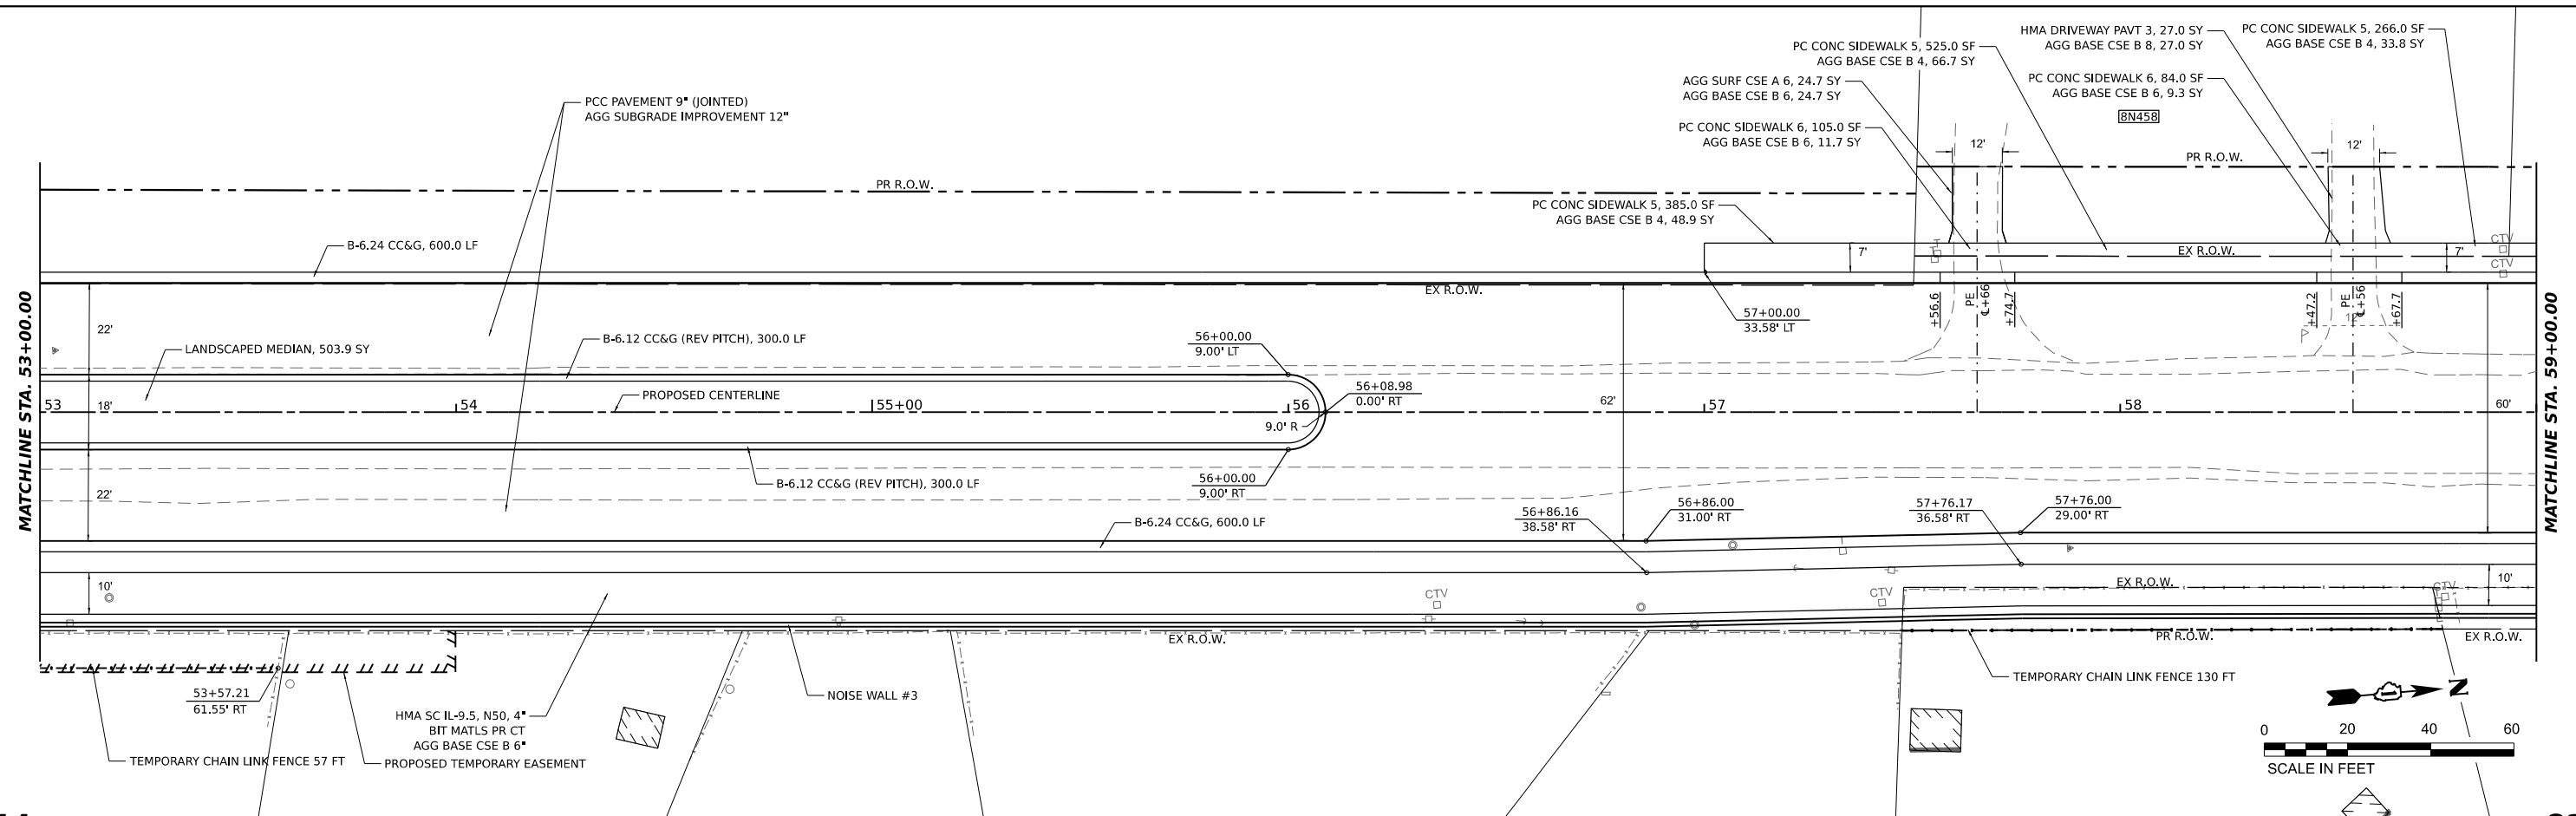 HMA DRIVEWAY PAVT 3, 27.0 SY
AGG BASE CSE B 8, 27.0 SY
PC CONC SIDEWALK 5, 266.0 SF
AGG BASE CSE B 4, 33.8 SY
PC CONC SIDEWALK 5, 525.0 SF
AGG BASE CSE B 4, 66.7 SY
AGG SURF CSE A 6, 24.7 SY
AGG BASE CSE B 6, 24.7 SY
PC CONC SIDEWALK 6, 84.0 SF
AGG BASE CSE B 6, 9.3 SY
8N458
PCC PAVEMENT 9" (JOINTED)
AGG SUBGRADE IMPROVEMENT 12"
PC CONC SIDEWALK 6, 105.0 SF
AGG BASE CSE B 6, 11.7 SY
12'
12'
PR R.O.W.
PR R.O.W.
PC CONC SIDEWALK 5, 385.0 SF
AGG BASE CSE B 4, 48.9 SY
B-6.24 CC&G, 600.0 LF
7'
EX R.O.W.
7'
CTV
CTV
EX R.O.W.
MATCHLINE STA. 53+00.00
22'
B-6.12 CC&G (REV PITCH), 300.0 LF
LANDSCAPED MEDIAN, 503.9 SY
56+00.00
9.00' LT
57+00.00
33.58' LT
+56.6
PE
℄ +66
+74.7
+47.2
PE
℄ +56
12'
+67.7
MATCHLINE STA. 59+00.00
PROPOSED CENTERLINE
56+08.98
0.00' RT
53
18'
54
55+00
56
9.0' R
62'
57
58
60'
22'
B-6.12 CC&G (REV PITCH), 300.0 LF
56+00.00
9.00' RT
B-6.24 CC&G, 600.0 LF
56+86.16
38.58' RT
56+86.00
31.00' RT
57+76.17
36.58' RT
57+76.00
29.00' RT
10'
CTV
CTV
EX R.O.W.
CTV
10'
EX R.O.W.
PR R.O.W.
EX R.O.W.
53+57.21
61.55' RT
NOISE WALL #3
TEMPORARY CHAIN LINK FENCE 130 FT
HMA SC IL-9.5, N50, 4"
BIT MATLS PR CT
AGG BASE CSE B 6"
TEMPORARY CHAIN LINK FENCE 57 FT
PROPOSED TEMPORARY EASEMENT
N
0 20 40 60
SCALE IN FEET